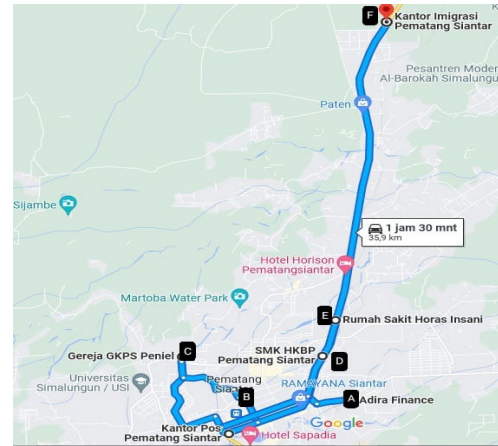 F
Kantor Imigrasi
Pematang Siantar
Pesantren Moder
Al-Barokah Simalungun
Paten
Sijambe
1 jam 30 mnt
35,9 km
Hotel Horison
Pematangsiantar
Martoba Water Park
E
Rumah Sakit Horas Insani
C
Gereja GKPS Peniel
SMK HKBP
Pematang Siantar
D
Universitas
Simalungun / USI
Pematang
B
RAMAYANA Siantar
A
Adira Finance
Kantor Pos
Pematang Siantar
Google
Hotel Sapadia